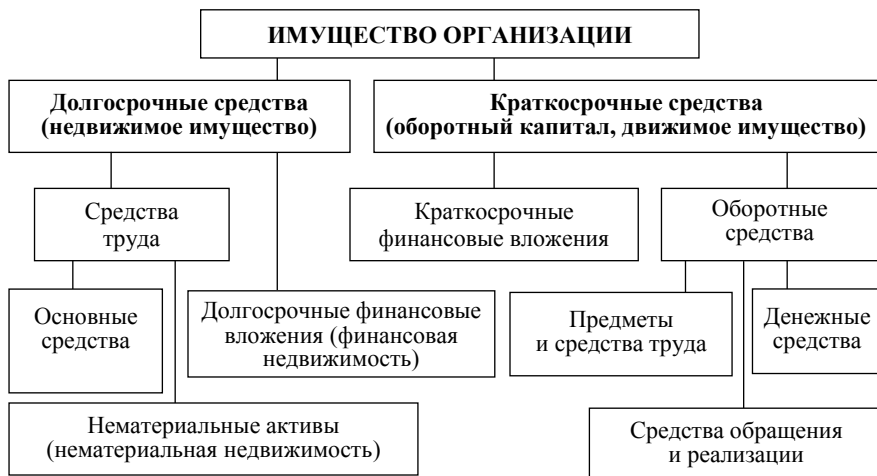 ИМУЩЕСТВО ОРГАНИЗАЦИИ
Долгосрочные средства
(недвижимое имущество)
Краткосрочные средства
(оборотный капитал, движимое имущество)
Средства
труда
Краткосрочные
финансовые вложения
Оборотные
средства
Основные
средства
Долгосрочные финансовые
вложения (финансовая
недвижимость)
Предметы
и средства труда
Денежные
средства
Нематериальные активы
(нематериальная недвижимость)
Средства обращения
и реализации